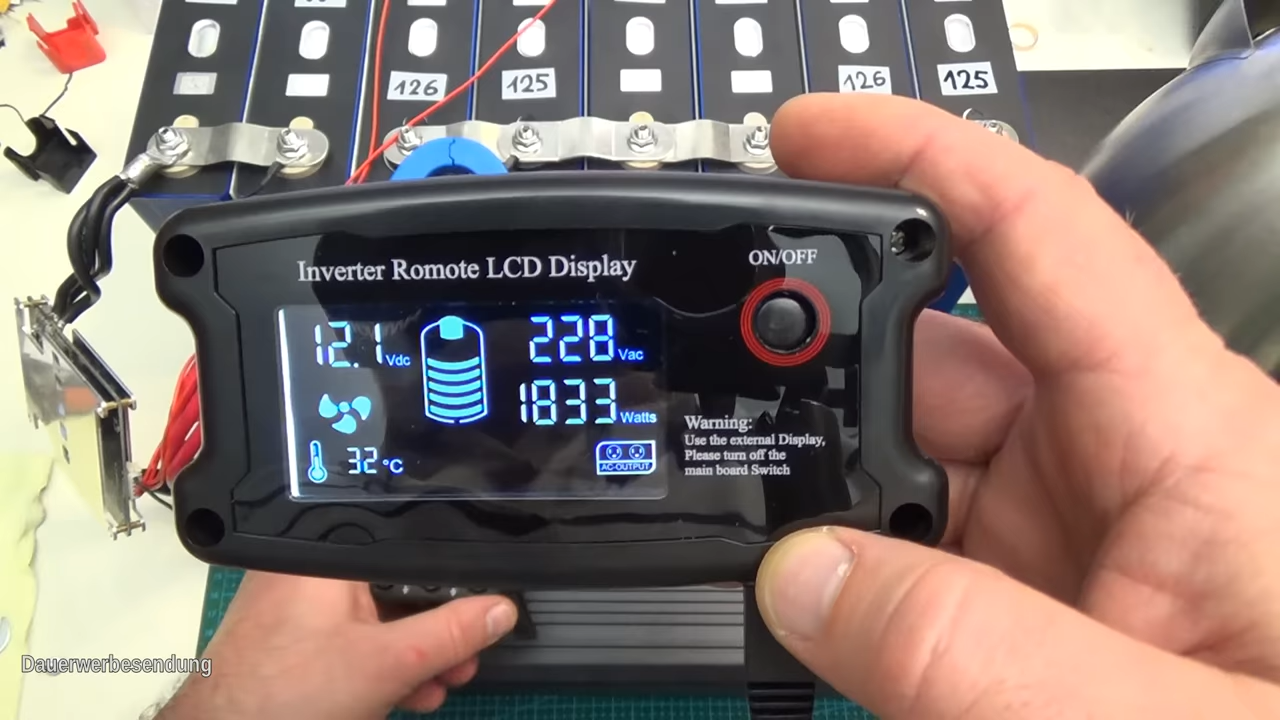 126
125
126
125
Inverter Romote LCD Display
ON/OFF
12.1 Vdc
228 Vac
1833 Watts
32 °C
AC-OUTPUT
Warning:
Use the external Display,
Please turn off the
main board Switch
Dauerwerbesendung